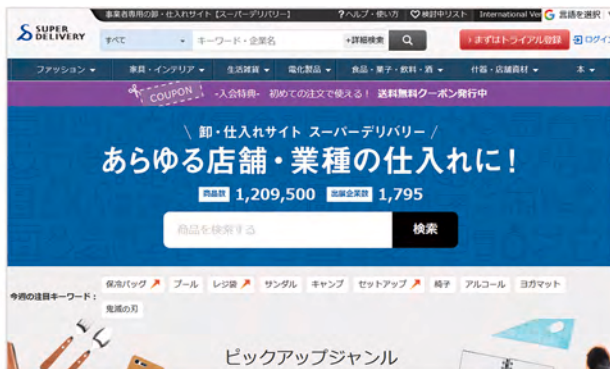 事業者専用の卸・仕入れサイト【スーパーデリバリー】 ?ヘルプ・使い方 検討中リスト International Ver G 言語を選択
SUPER
DELIVERY
すべて キーワード・企業名 +詳細検索 まずはトライアル登録 ログイ
ファッション 家具・インテリア 生活雑貨 電化製品 食品・菓子・飲料・酒 什器・店舗資材 本
COUPON -入会特典- 初めての注文で使える! 送料無料クーポン発行中
\ 卸・仕入れサイト スーパーデリバリー /
あらゆる店舗・業種の仕入れに!
商品数 1,209,500 出展企業数 1,795
商品を検索する 検索
今週の注目キーワード: 保冷バッグ プール レジ袋 サンダル キャンプ セットアップ 椅子 アルコール ヨガマット
鬼滅の刃
ピックアップジャンル